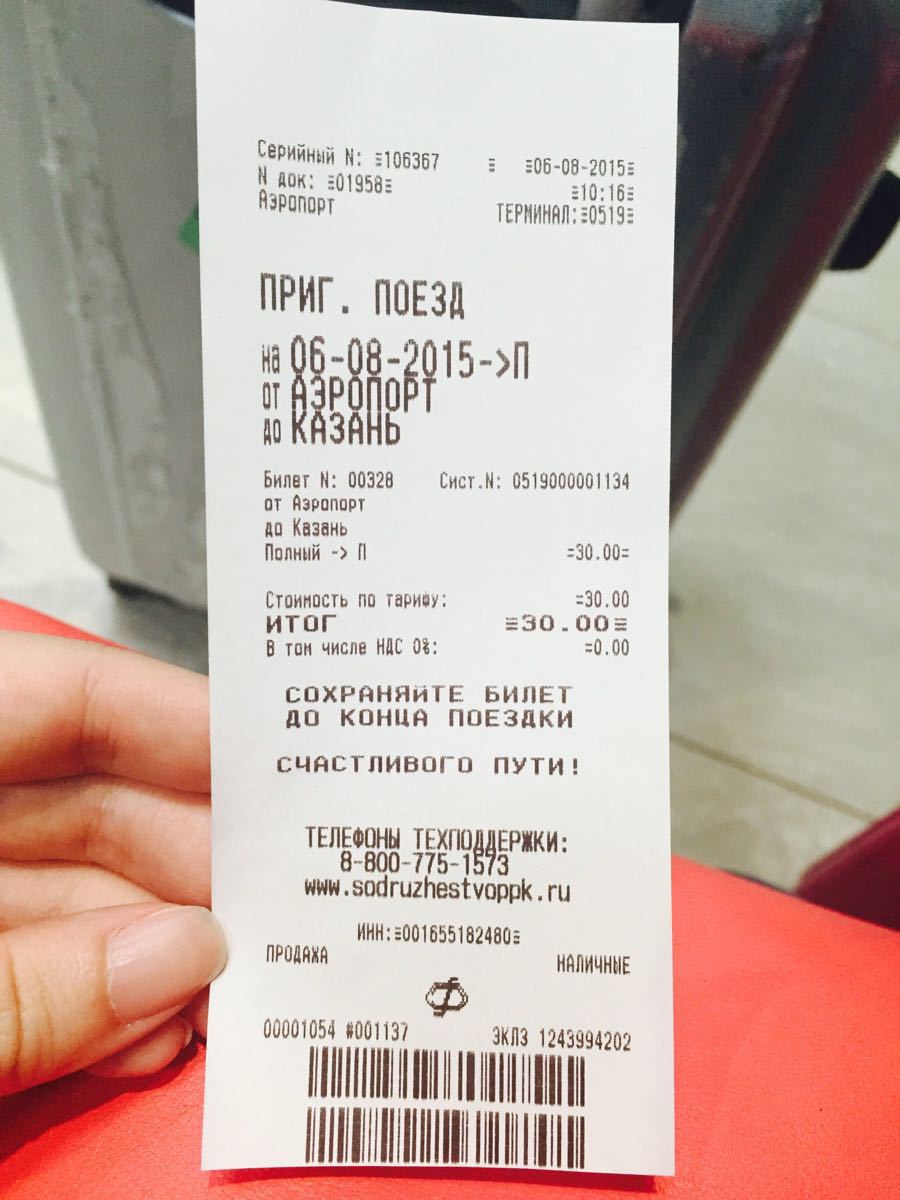 Серийный N: ≡106367 ≡ ≡06-08-2015≡
N док: ≡01958≡ ≡10:16≡
Аэропорт ТЕРМИНАЛ:≡0519≡
ПРИГ. ПОЕЗД
на 06-08-2015->П
от АЭРОПОРТ
до КАЗАНЬ
Билет N: 00328 Сист.N: 0519000001134
от Аэропорт
до Казань
Полный -> П =30.00=
Стоимость по тарифу: =30.00
ИТОГ ≡30.00≡
В том числе НДС 0%: =0.00
СОХРАНЯЙТЕ БИЛЕТ
ДО КОНЦА ПОЕЗДКИ
СЧАСТЛИВОГО ПУТИ!
ТЕЛЕФОНЫ ТЕХПОДДЕРЖКИ:
8-800-775-1573
www.sodruzhestvoppk.ru
ИНН:≡001655182480≡
ПРОДАЖА НАЛИЧНЫЕ
00001054 #001137 ЭКЛЗ 1243994202